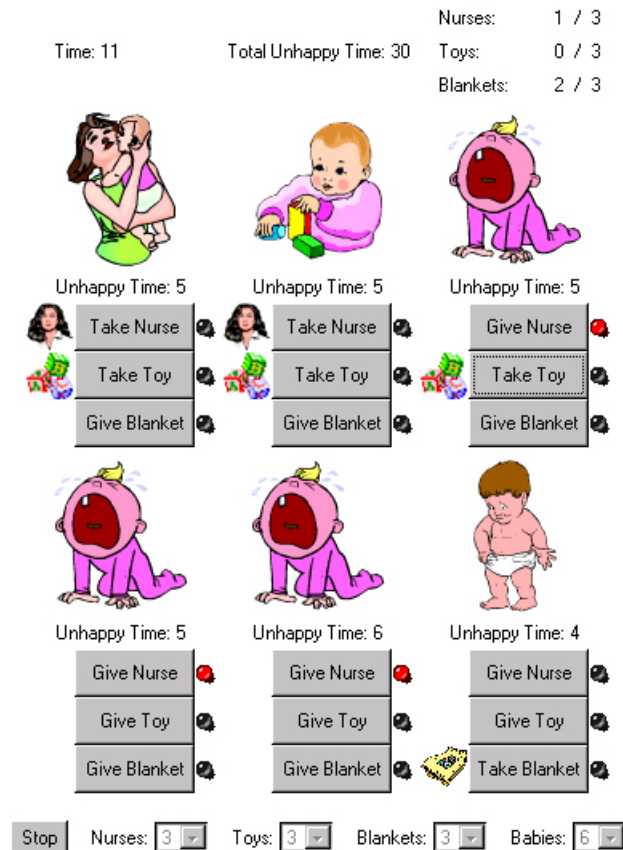 Nurses: 1 / 3
Time: 11 Total Unhappy Time: 30 Toys: 0 / 3
Blankets: 2 / 3
Unhappy Time: 5 Unhappy Time: 5 Unhappy Time: 5
Take Nurse Take Nurse Give Nurse
Take Toy Take Toy Take Toy
Give Blanket Give Blanket Give Blanket
Unhappy Time: 5 Unhappy Time: 6 Unhappy Time: 4
Give Nurse Give Nurse Give Nurse
Give Toy Give Toy Give Toy
Give Blanket Give Blanket Take Blanket
Stop Nurses: 3 Toys: 3 Blankets: 3 Babies: 6